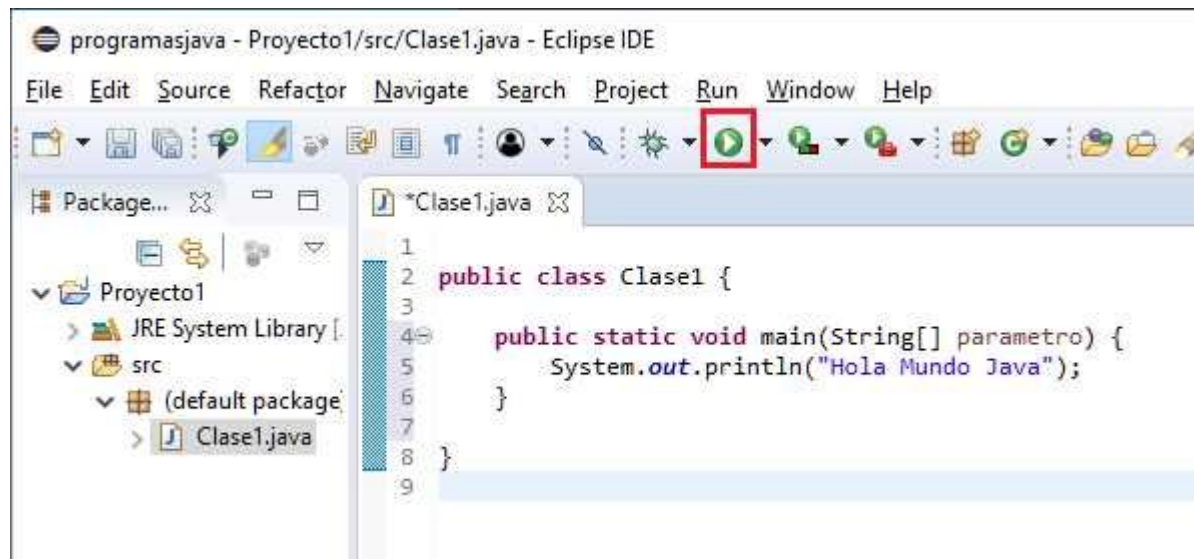 programasjava - Proyecto1/src/Clase1.java - Eclipse IDE
File Edit Source Refactor Navigate Search Project Run Window Help
Package...
*Clase1.java
Proyecto1
JRE System Library [.
src
(default package
Clase1.java
1
2 public class Clase1 {
3
4 public static void main(String[] parametro) {
5 System.out.println("Hola Mundo Java");
6 }
7
8 }
9